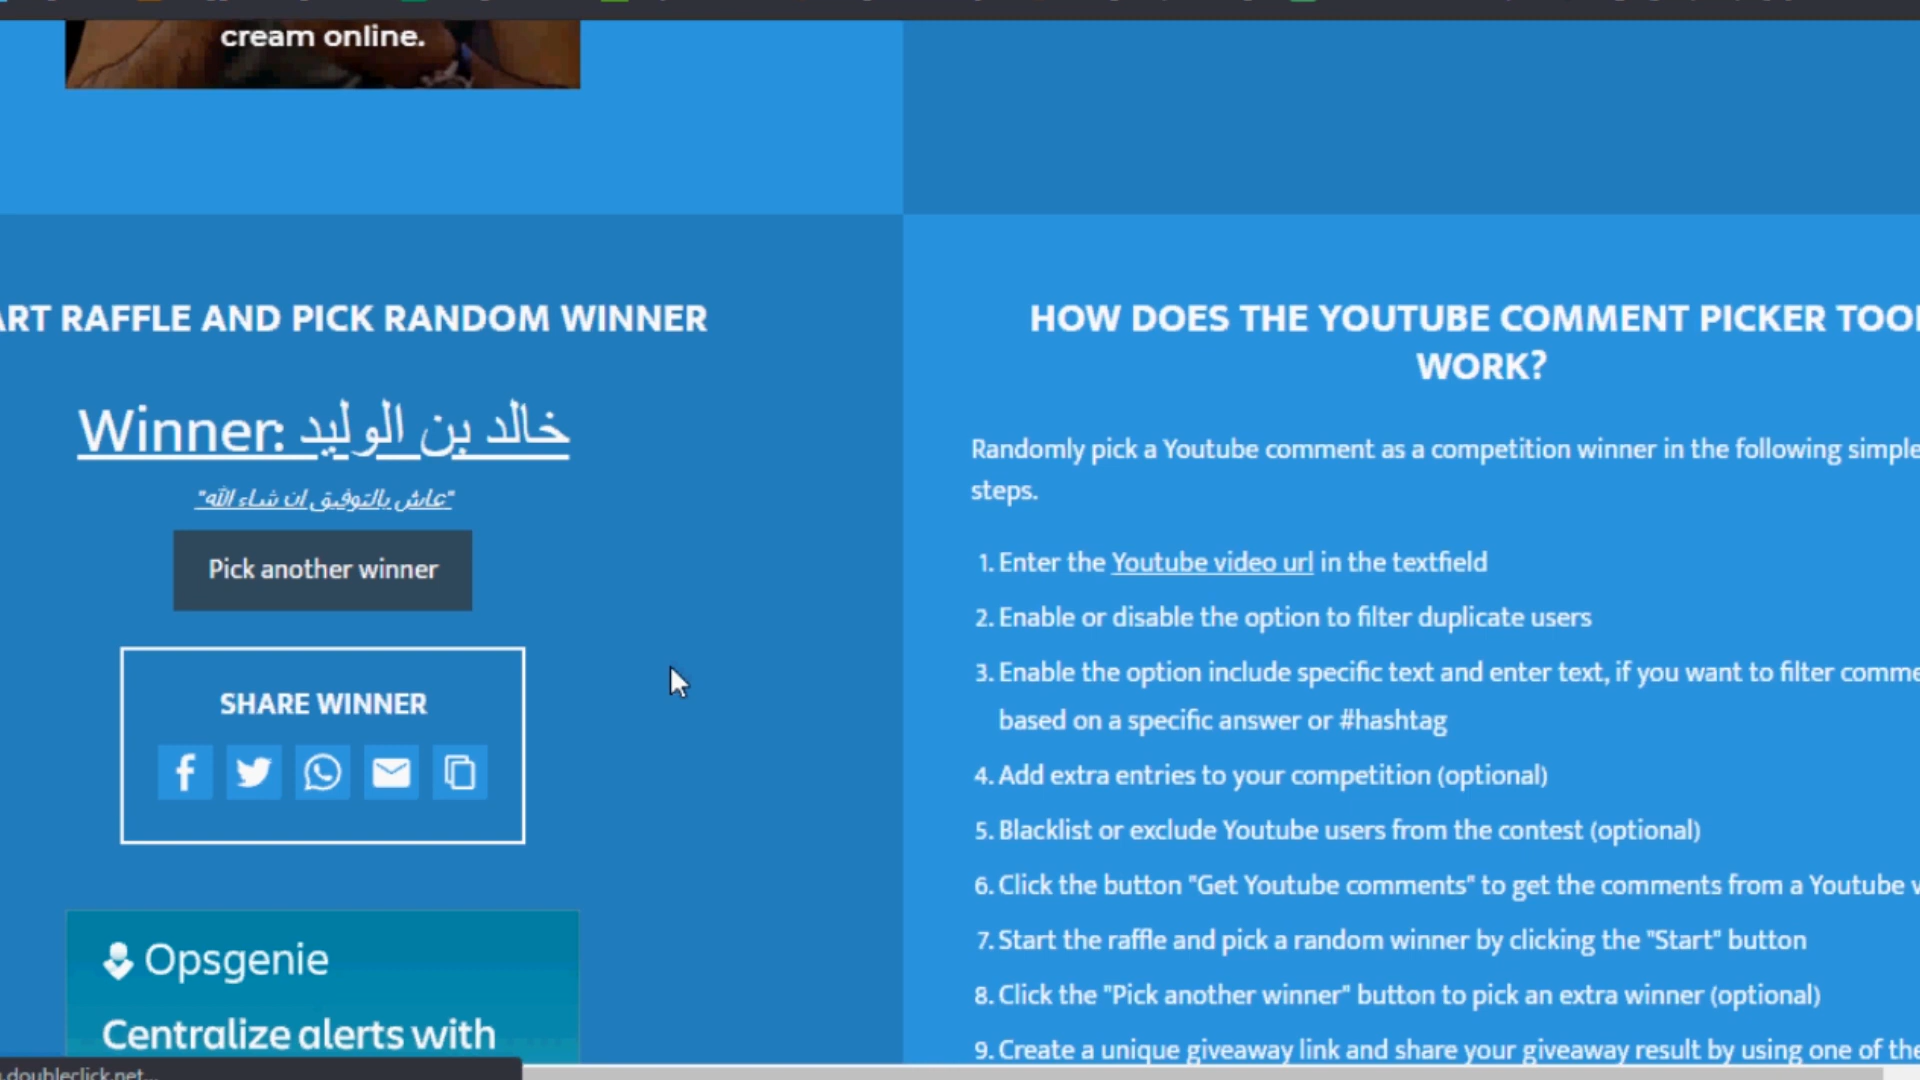 cream online.
ART RAFFLE AND PICK RANDOM WINNER
Winner: خالد بن الوليد
"عاش بالتوفيق ان شاء الله"
Pick another winner
SHARE WINNER
Opsgenie
Centralize alerts with
doubleclick.net...
HOW DOES THE YOUTUBE COMMENT PICKER TOOL
WORK?
Randomly pick a Youtube comment as a competition winner in the following simple
steps.
1. Enter the Youtube video url in the textfield
2. Enable or disable the option to filter duplicate users
3. Enable the option include specific text and enter text, if you want to filter comme
based on a specific answer or #hashtag
4. Add extra entries to your competition (optional)
5. Blacklist or exclude Youtube users from the contest (optional)
6. Click the button "Get Youtube comments" to get the comments from a Youtube v
7. Start the raffle and pick a random winner by clicking the "Start" button
8. Click the "Pick another winner" button to pick an extra winner (optional)
9. Create a unique giveaway link and share your giveaway result by using one of the